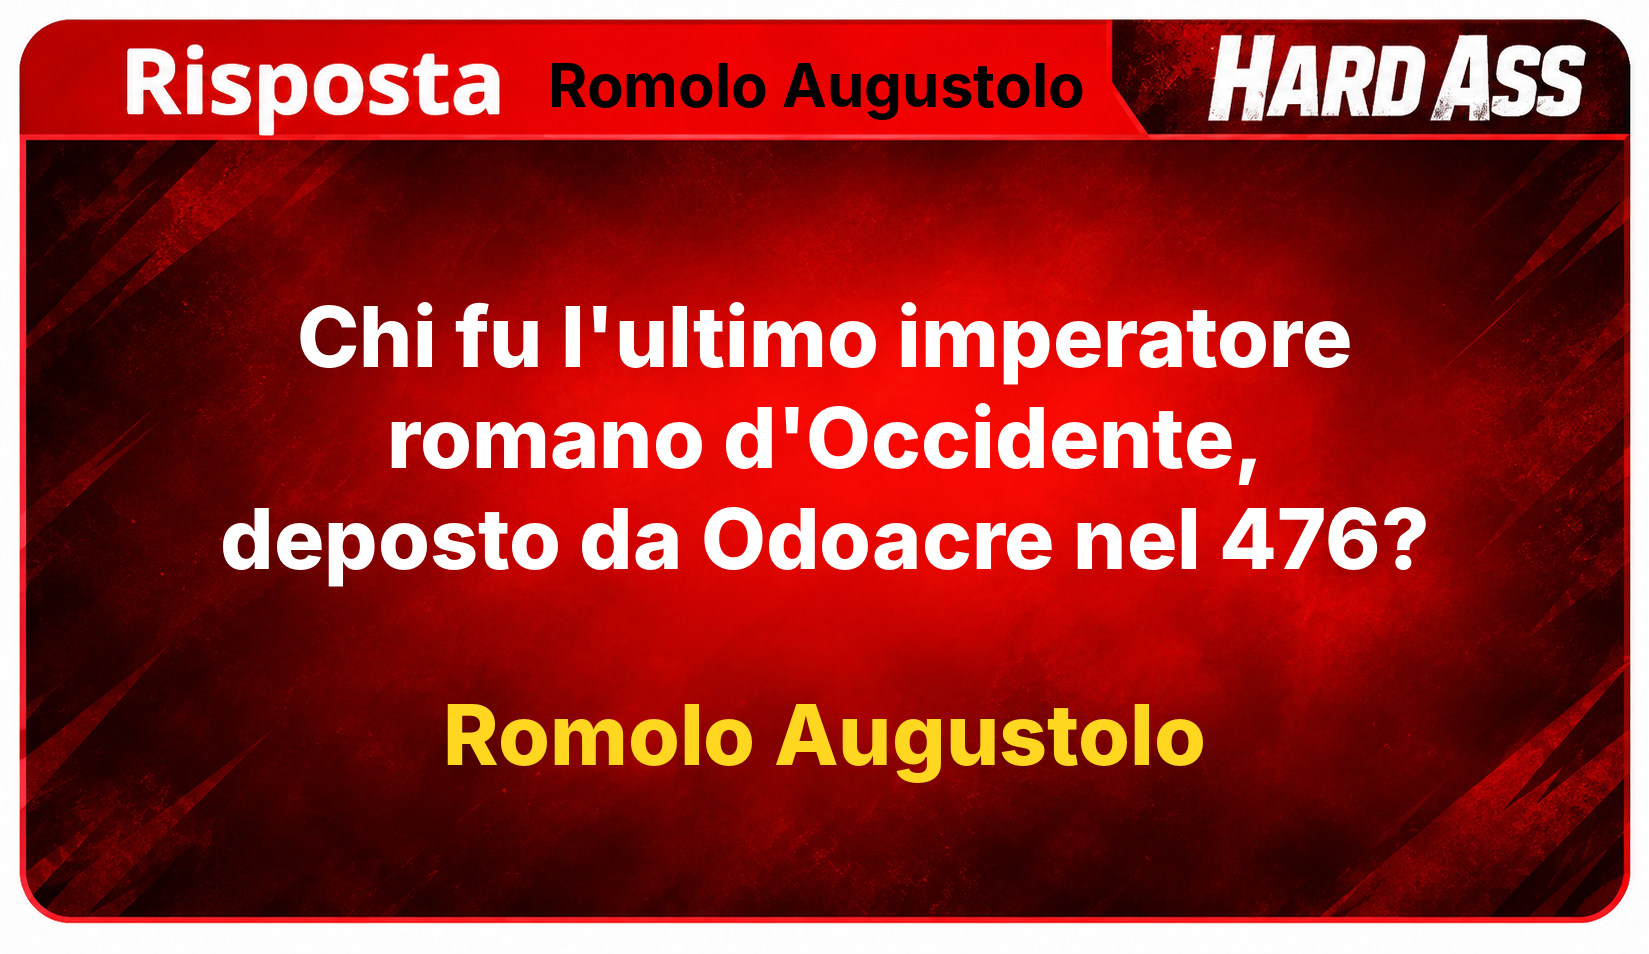 Risposta Romolo Augustolo HARD ASS
Chi fu l'ultimo imperatore
romano d'Occidente,
deposto da Odoacre nel 476?
Romolo Augustolo